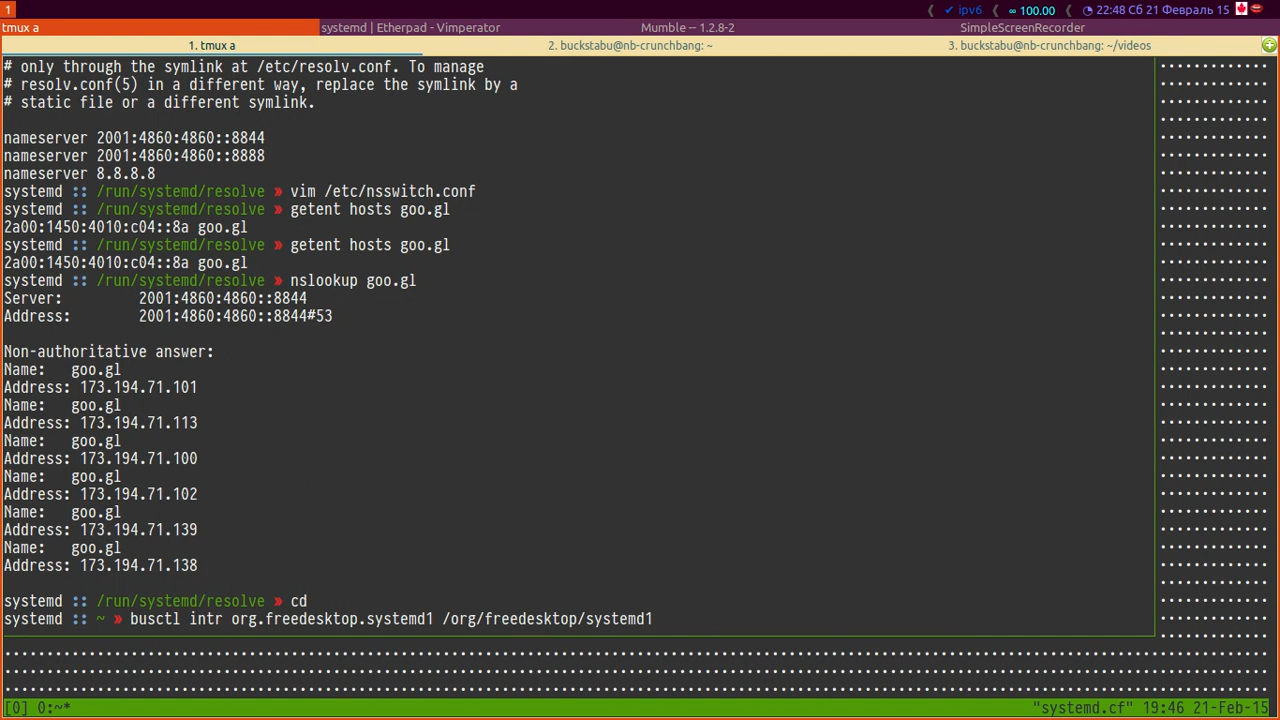 1
✔ ipv6 ∞ 100.00 22:48 Сб 21 Февраль 15
tmux a
systemd | Etherpad - Vimperator
Mumble -- 1.2.8-2
SimpleScreenRecorder
1. tmux a
2. buckstabu@nb-crunchbang: ~
3. buckstabu@nb-crunchbang: ~/videos
# only through the symlink at /etc/resolv.conf. To manage
# resolv.conf(5) in a different way, replace the symlink by a
# static file or a different symlink.
nameserver 2001:4860:4860::8844
nameserver 2001:4860:4860::8888
nameserver 8.8.8.8
systemd :: /run/systemd/resolve » vim /etc/nsswitch.conf
systemd :: /run/systemd/resolve » getent hosts goo.gl
2a00:1450:4010:c04::8a goo.gl
systemd :: /run/systemd/resolve » getent hosts goo.gl
2a00:1450:4010:c04::8a goo.gl
systemd :: /run/systemd/resolve » nslookup goo.gl
Server: 2001:4860:4860::8844
Address: 2001:4860:4860::8844#53
Non-authoritative answer:
Name: goo.gl
Address: 173.194.71.101
Name: goo.gl
Address: 173.194.71.113
Name: goo.gl
Address: 173.194.71.100
Name: goo.gl
Address: 173.194.71.102
Name: goo.gl
Address: 173.194.71.139
Name: goo.gl
Address: 173.194.71.138
systemd :: /run/systemd/resolve » cd
systemd :: ~ » busctl intr org.freedesktop.systemd1 /org/freedesktop/systemd1
[0] 0:~* "systemd.cf" 19:46 21-Feb-15